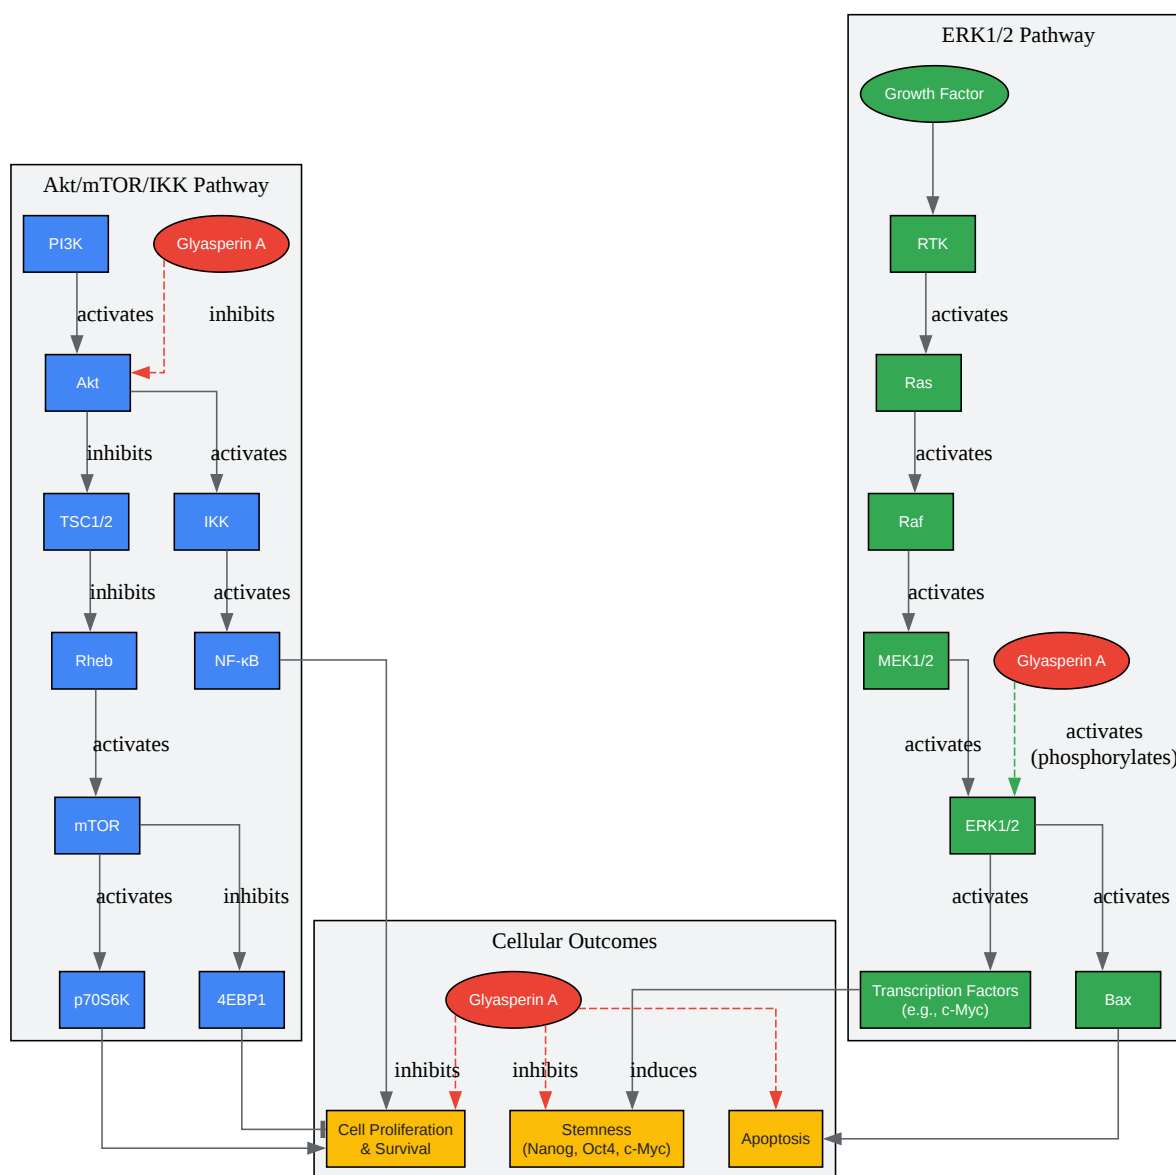 ERK1/2 Pathway
Growth Factor
Akt/mTOR/IKK Pathway
PI3K
Glyasperin A
RTK
activates
inhibits
activates
Akt
Ras
inhibits
activates
activates
TSC1/2
IKK
Raf
inhibits
activates
activates
Rheb
NF-κB
MEK1/2
Glyasperin A
activates
activates
activates
(phosphorylates)
mTOR
ERK1/2
activates
inhibits
activates
activates
Cellular Outcomes
p70S6K
4EBP1
Glyasperin A
Transcription Factors
(e.g., c-Myc)
Bax
inhibits
inhibits
induces
Cell Proliferation
& Survival
Stemness
(Nanog, Oct4, c-Myc)
Apoptosis